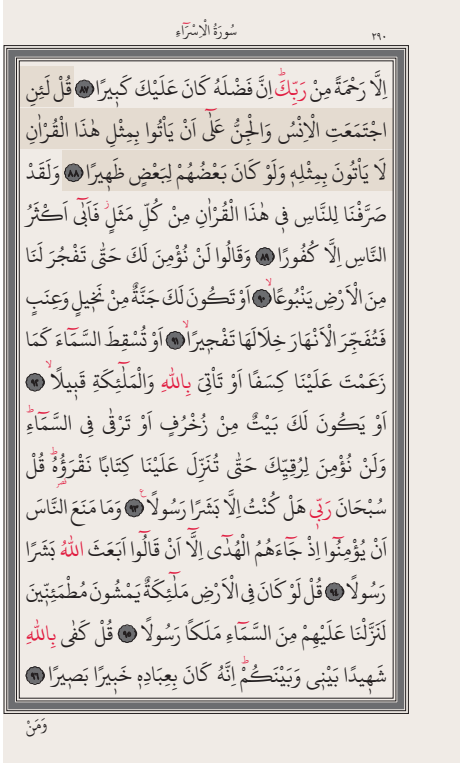 سُورَةُ الْاِسْرَٓاءِ ٢٩٠
اِلَّا رَحْمَةً مِنْ رَبِّكَۜ اِنَّ فَضْلَهُ كَانَ عَلَيْكَ كَب۪يرًا ﴿٨٧﴾ قُلْ لَئِنِ
اجْتَمَعَتِ الْاِنْسُ وَالْجِنُّ عَلٰٓى اَنْ يَأْتُوا بِمِثْلِ هٰذَا الْقُرْاٰنِ
لَا يَأْتُونَ بِمِثْلِه۪ وَلَوْ كَانَ بَعْضُهُمْ لِبَعْضٍ ظَه۪يرًا ﴿٨٨﴾ وَلَقَدْ
صَرَّفْنَا لِلنَّاسِ ف۪ي هٰذَا الْقُرْاٰنِ مِنْ كُلِّ مَثَلٍۘ فَاَبٰٓى اَكْثَرُ
النَّاسِ اِلَّا كُفُورًا ﴿٨٩﴾ وَقَالُوا لَنْ نُؤْمِنَ لَكَ حَتّٰى تَفْجُرَ لَنَا
مِنَ الْاَرْضِ يَنْبُوعًاۙ ﴿٩٠﴾ اَوْ تَكُونَ لَكَ جَنَّةٌ مِنْ نَخ۪يلٍ وَعِنَبٍ
فَتُفَجِّرَ الْاَنْهَارَ خِلَالَهَا تَفْج۪يرًاۙ ﴿٩١﴾ اَوْ تُسْقِطَ السَّمَٓاءَ كَمَا
زَعَمْتَ عَلَيْنَا كِسَفًا اَوْ تَأْتِيَ بِاللّٰهِ وَالْمَلٰٓئِكَةِ قَب۪يلًاۙ ﴿٩٢﴾
اَوْ يَكُونَ لَكَ بَيْتٌ مِنْ زُخْرُفٍ اَوْ تَرْقٰى فِي السَّمَٓاءِۜ
وَلَنْ نُؤْمِنَ لِرُقِيِّكَ حَتّٰى تُنَزِّلَ عَلَيْنَا كِتَابًا نَقْرَؤُ۬هُۜ قُلْ
سُبْحَانَ رَبّ۪ي هَلْ كُنْتُ اِلَّا بَشَرًا رَسُولًا۟ ﴿٩٣﴾ وَمَا مَنَعَ النَّاسَ
اَنْ يُؤْمِنُٓوا اِذْ جَٓاءَهُمُ الْهُدٰٓى اِلَّٓا اَنْ قَالُٓوا اَبَعَثَ اللّٰهُ بَشَرًا
رَسُولًا ﴿٩٤﴾ قُلْ لَوْ كَانَ فِي الْاَرْضِ مَلٰٓئِكَةٌ يَمْشُونَ مُطْمَئِنّ۪ينَ
لَنَزَّلْنَا عَلَيْهِمْ مِنَ السَّمَٓاءِ مَلَكًا رَسُولًا ﴿٩٥﴾ قُلْ كَفٰى بِاللّٰهِ
شَه۪يدًا بَيْن۪ي وَبَيْنَكُمْۜ اِنَّهُ كَانَ بِعِبَادِه۪ خَب۪يرًا بَص۪يرًا ﴿٩٦﴾
وَمَنْ